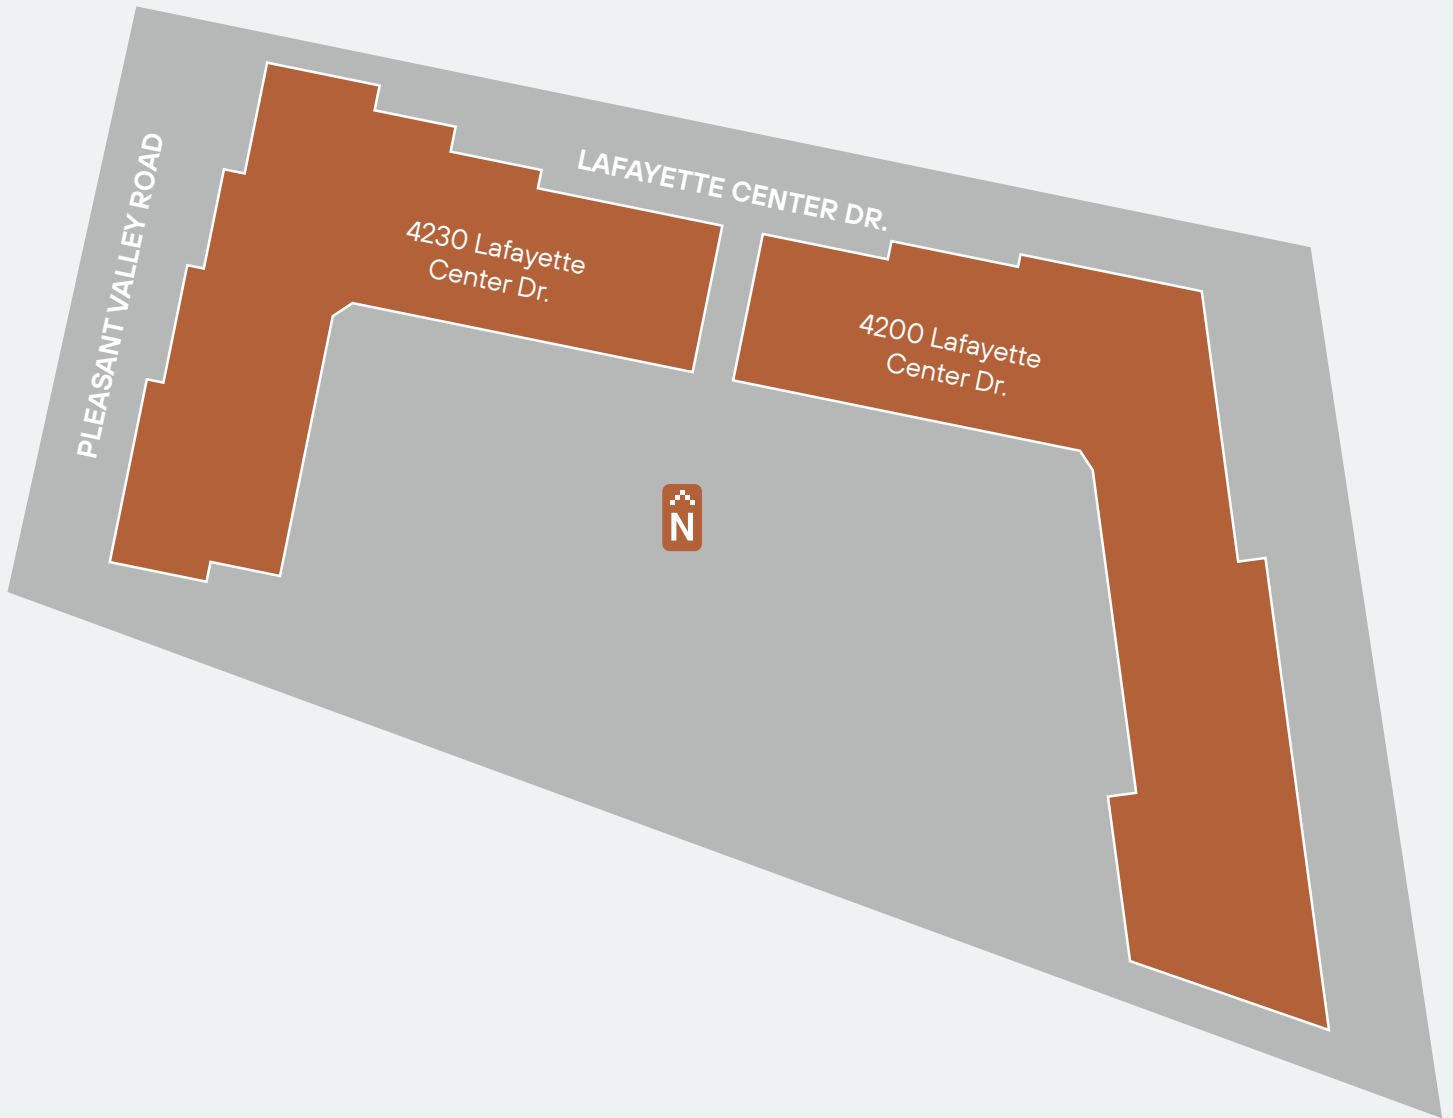 PLEASANT VALLEY ROAD
LAFAYETTE CENTER DR.
4230 Lafayette
Center Dr.
4200 Lafayette
Center Dr.
N